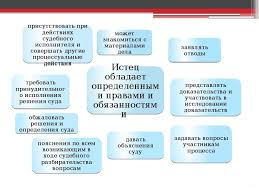 присутствовать при
действиях
судебного
исполнителя и
совершать другие
процессуальные
действия
может
знакомиться с
материалами
дела
заявлять
отводы
требовать
принудительног
о исполнения
решения суда
Истец
обладает
определенным
и правами и
обязанностям
и
представлять
доказательства и
участвовать в
исследовании
доказательств
обжаловать
решения и
определения суда
пояснения по всем
возникающим в
ходе судебного
разбирательства
вопросам
давать
объяснения
суду
задавать вопросы
участникам
процесса